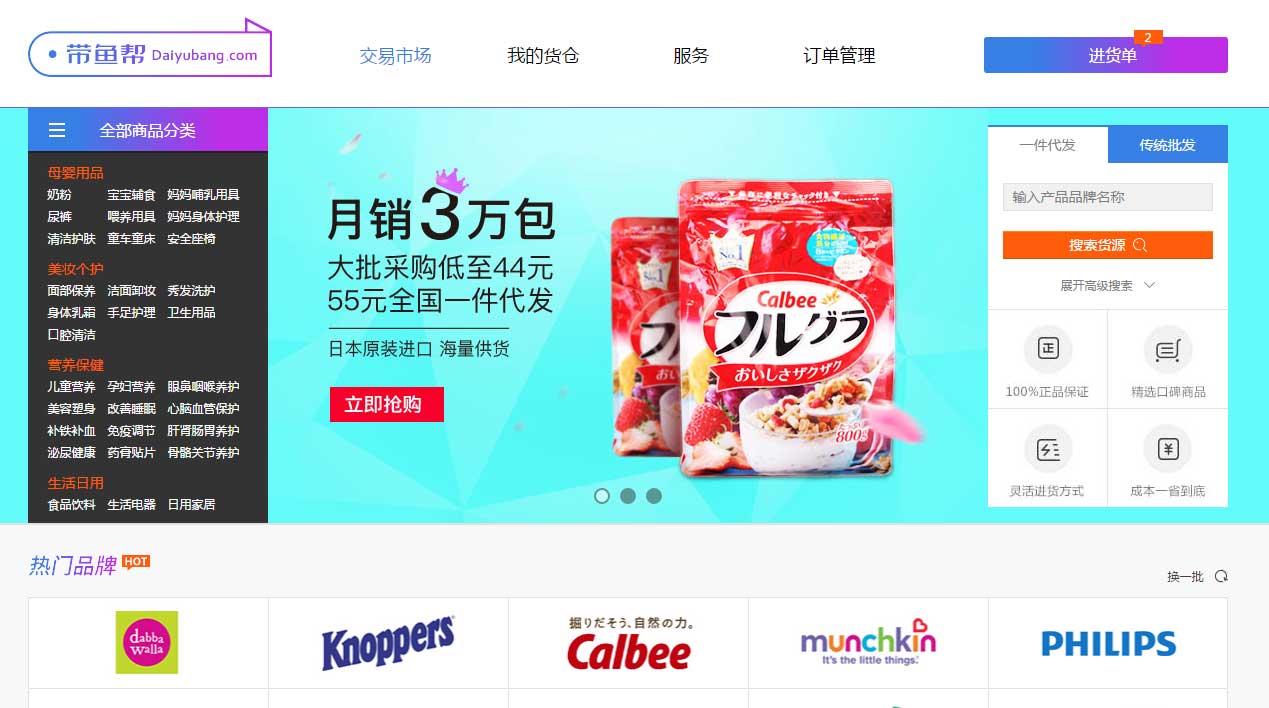 带鱼帮 Daiyubang.com
交易市场
我的货仓
服务
订单管理
2
进货单
全部商品分类
母婴用品
奶粉 宝宝辅食 妈妈哺乳用具
尿裤 喂养用具 妈妈身体护理
清洁护肤 童车童床 安全座椅
美妆个护
面部保养 洁面卸妆 秀发洗护
身体乳霜 手足护理 卫生用品
口腔清洁
营养保健
儿童营养 孕妇营养 眼鼻咽喉养护
美容塑身 改善睡眠 心脑血管保护
补铁补血 免疫调节 肝肾肠胃养护
泌尿健康 药膏贴片 骨骼关节养护
生活日用
食品饮料 生活电器 日用家居
月销3万包
大批采购低至44元
55元全国一件代发
日本原装进口 海量供货
立即抢购
No.1
No.1
Calbee
フルグラ
おいしさザクザク
800g
一件代发
传统批发
输入产品品牌名称
搜索货源
展开高级搜索
正
100%正品保证
精选口碑商品
灵活进货方式
¥
成本一省到底
热门品牌 HOT
换一批
dabba
walla
Knoppers
掘りだそう、自然の力。
Calbee
munchkin
It's the little things.
PHILIPS